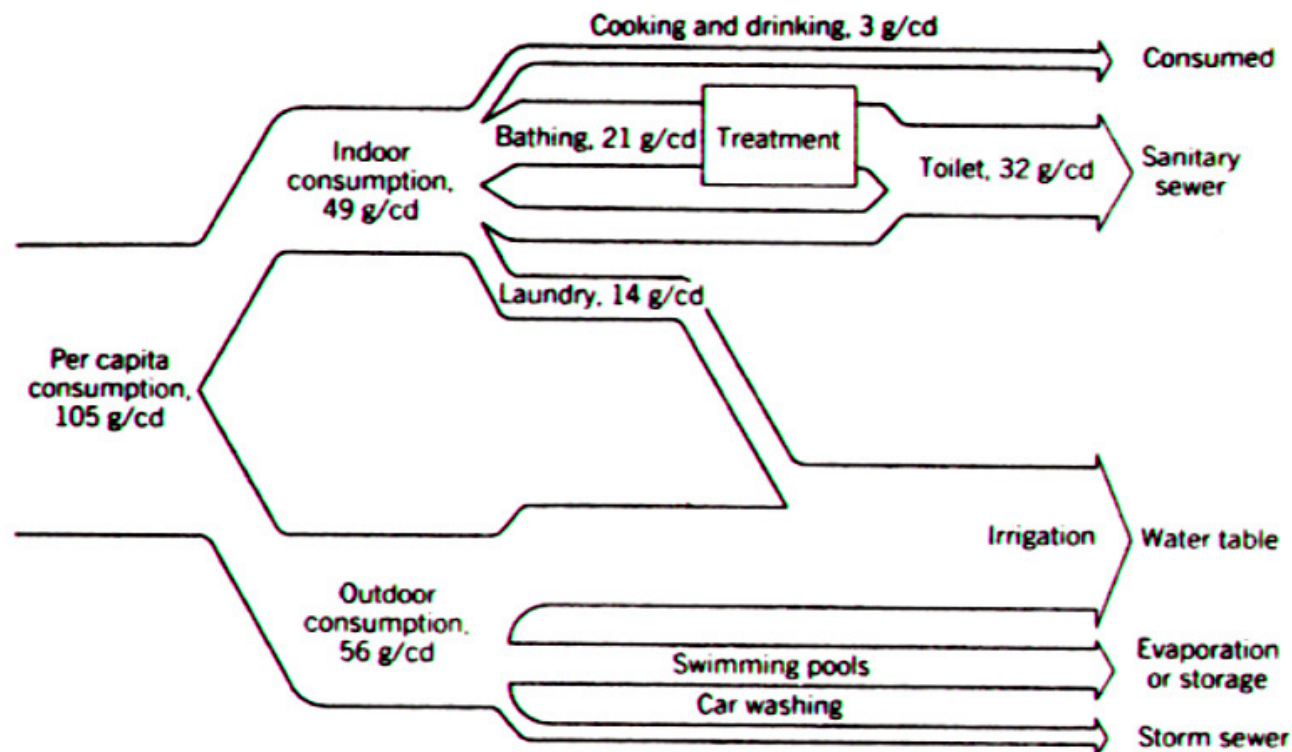 Cooking and drinking, 3 g/cd
Consumed
Indoor
consumption,
49 g/cd
Bathing, 21 g/cd
Treatment
Toilet, 32 g/cd
Sanitary
sewer
Laundry, 14 g/cd
Per capita
consumption,
105 g/cd
Irrigation
Water table
Outdoor
consumption,
56 g/cd
Swimming pools
Evaporation
or storage
Car washing
Storm sewer